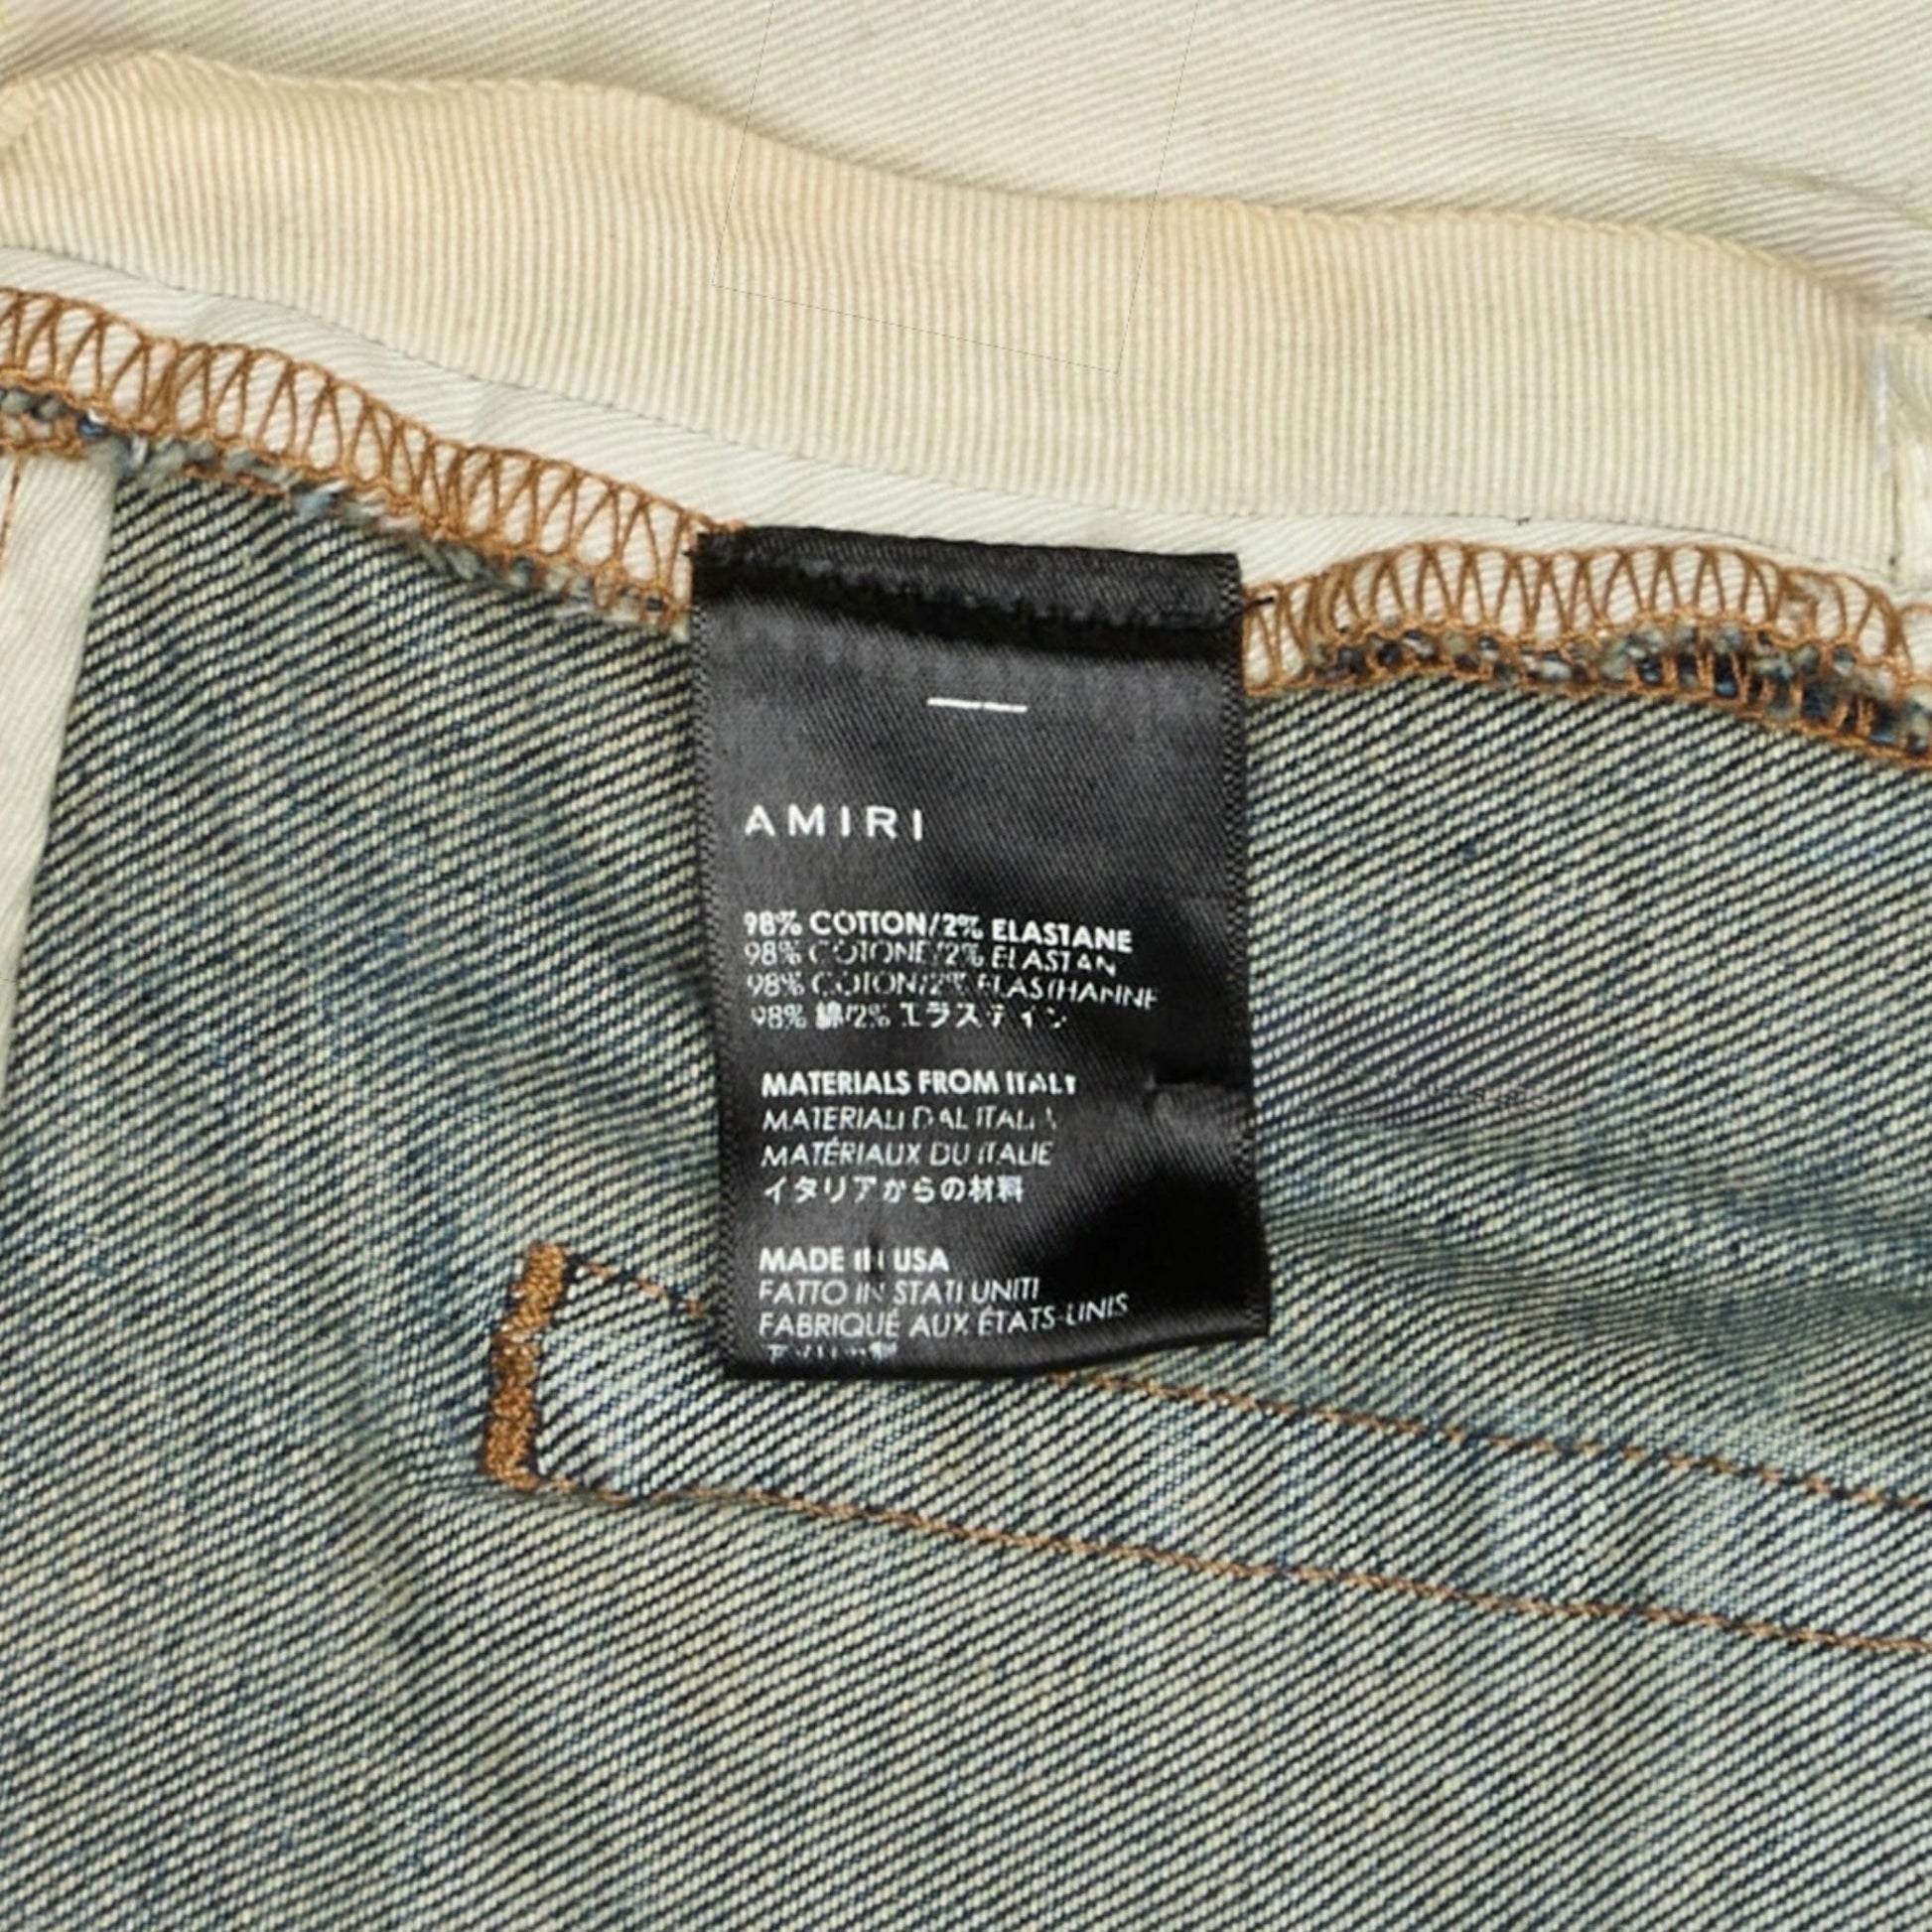 AMIRI
98% COTTON/2% ELASTANE
98% COTONE/2% ELASTAN
98% COTON/2% ELASTHANNE
98% 綿/2% エラステイン
MATERIALS FROM ITALY
MATERIALI DAL ITALIA
MATÉRIAUX DU ITALIE
イタリアからの材料
MADE IN USA
FATTO IN STATI UNITI
FABRIQUÉ AUX ÉTATS-UNIS